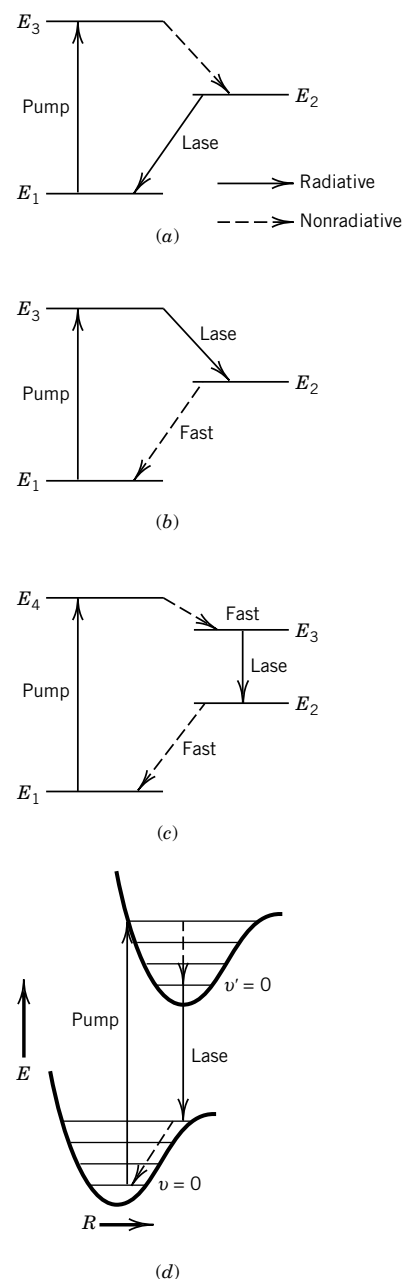 E3
E2
Pump
Lase
E1
Radiative
Nonradiative
(a)
E3
Lase
Pump
E2
Fast
E1
(b)
E4
Fast
E3
Pump
Lase
E2
Fast
E1
(c)
υ′ = 0
Pump
Lase
E
υ = 0
R
(d)